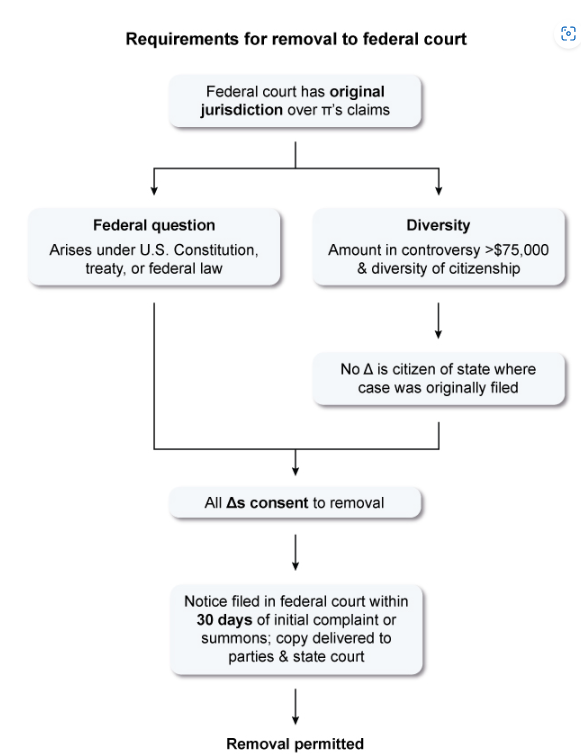 Requirements for removal to federal court
Federal court has original
jurisdiction over π's claims
Federal question
Arises under U.S. Constitution,
treaty, or federal law
Diversity
Amount in controversy >$75,000
& diversity of citizenship
No Δ is citizen of state where
case was originally filed
All Δs consent to removal
Notice filed in federal court within
30 days of initial complaint or
summons; copy delivered to
parties & state court
Removal permitted